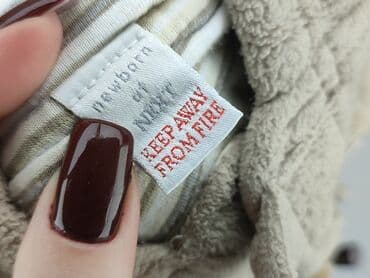 newborn
at
NEXT
KEEP AWAY
FROM FIRE